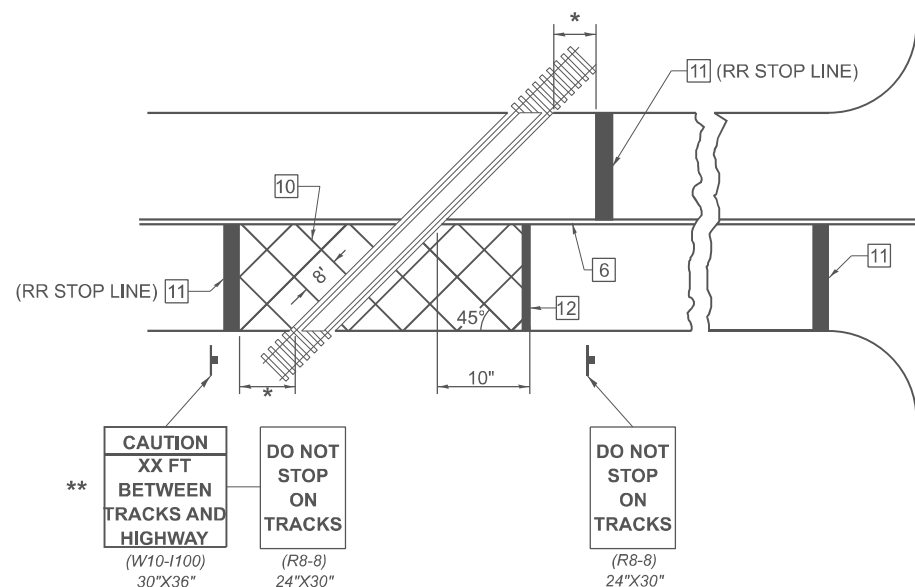 *
11 (RR STOP LINE)
10
8'
6
(RR STOP LINE) 11
11
12
45°
10"
*
**
CAUTION
XX FT
BETWEEN
TRACKS AND
HIGHWAY
(W10-I100)
30"X36"
DO NOT
STOP
ON
TRACKS
(R8-8)
24"X30"
DO NOT
STOP
ON
TRACKS
(R8-8)
24"X30"